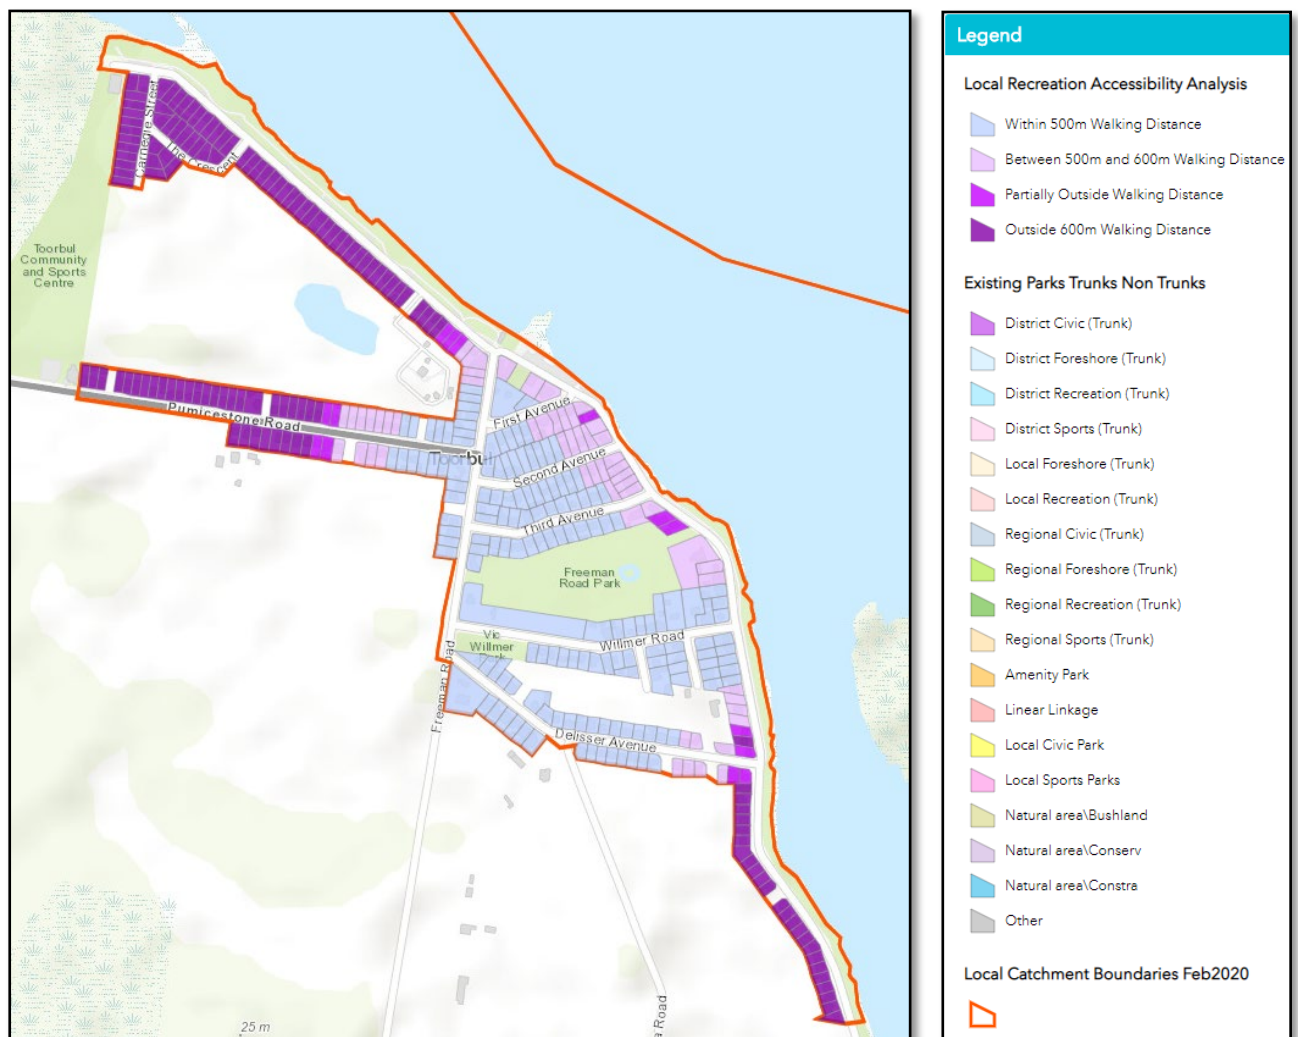 Carnegie Street
The Crescent
Toorbul
Community
and Sports
Centre
Pumicestone Road
First Avenue
Toorbul
Second Avenue
Third Avenue
Freeman
Road Park
Willmer Road
Vic
Willmer
Park
Freeman Road
Delisser Avenue
a Road
25 m
Legend
Local Recreation Accessibility Analysis
Within 500m Walking Distance
Between 500m and 600m Walking Distance
Partially Outside Walking Distance
Outside 600m Walking Distance
Existing Parks Trunks Non Trunks
District Civic (Trunk)
District Foreshore (Trunk)
District Recreation (Trunk)
District Sports (Trunk)
Local Foreshore (Trunk)
Local Recreation (Trunk)
Regional Civic (Trunk)
Regional Foreshore (Trunk)
Regional Recreation (Trunk)
Regional Sports (Trunk)
Amenity Park
Linear Linkage
Local Civic Park
Local Sports Parks
Natural area\Bushland
Natural area\Conserv
Natural area\Constra
Other
Local Catchment Boundaries Feb2020